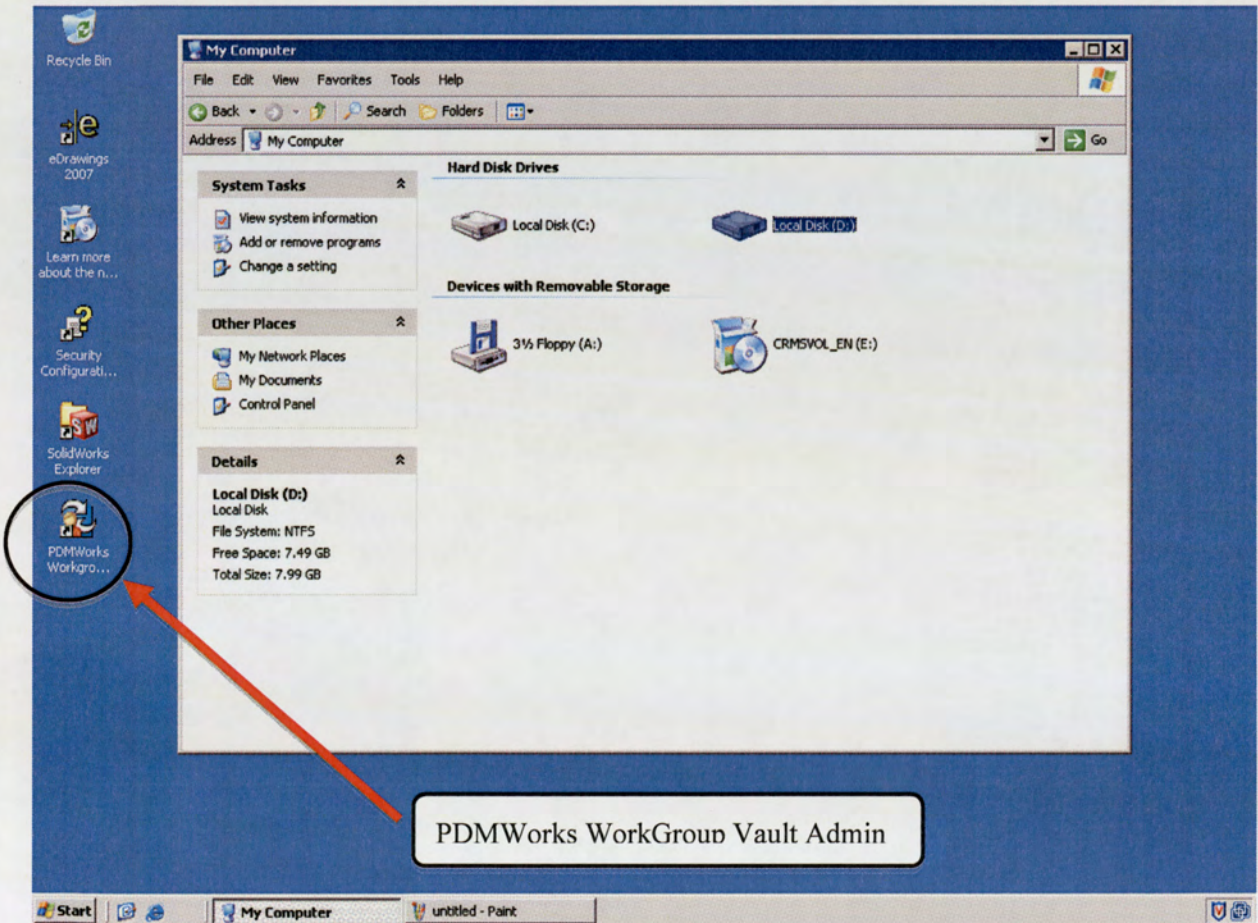 Recycle Bin
eDrawings
2007
Learn more
about the n...
Security
Configurati...
SolidWorks
Explorer
PDMWorks
Workgro...
My Computer
File Edit View Favorites Tools Help
Back Search Folders
Address My Computer Go
System Tasks
View system information
Add or remove programs
Change a setting
Other Places
My Network Places
My Documents
Control Panel
Details
Local Disk (D:)
Local Disk
File System: NTFS
Free Space: 7.49 GB
Total Size: 7.99 GB
Hard Disk Drives
Local Disk (C:) Local Disk (D:)
Devices with Removable Storage
3½ Floppy (A:) CRMSVOL_EN (E:)
PDMWorks WorkGroup Vault Admin
Start My Computer untitled - Paint